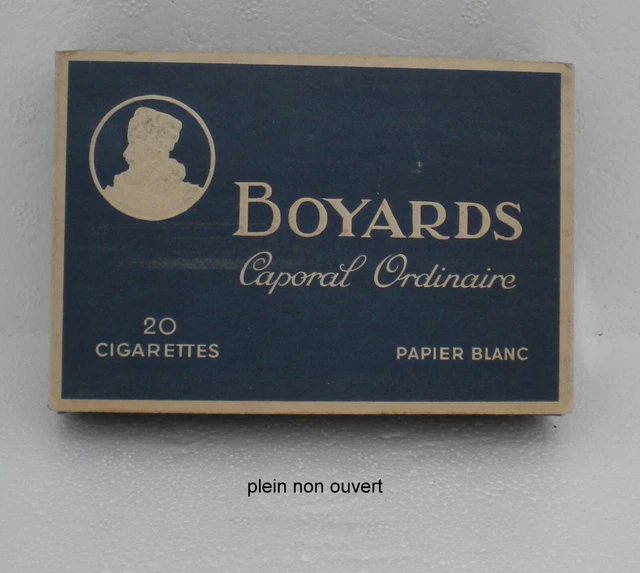 BOYARDS
Caporal Ordinaire
20
CIGARETTES
PAPIER BLANC
plein non ouvert